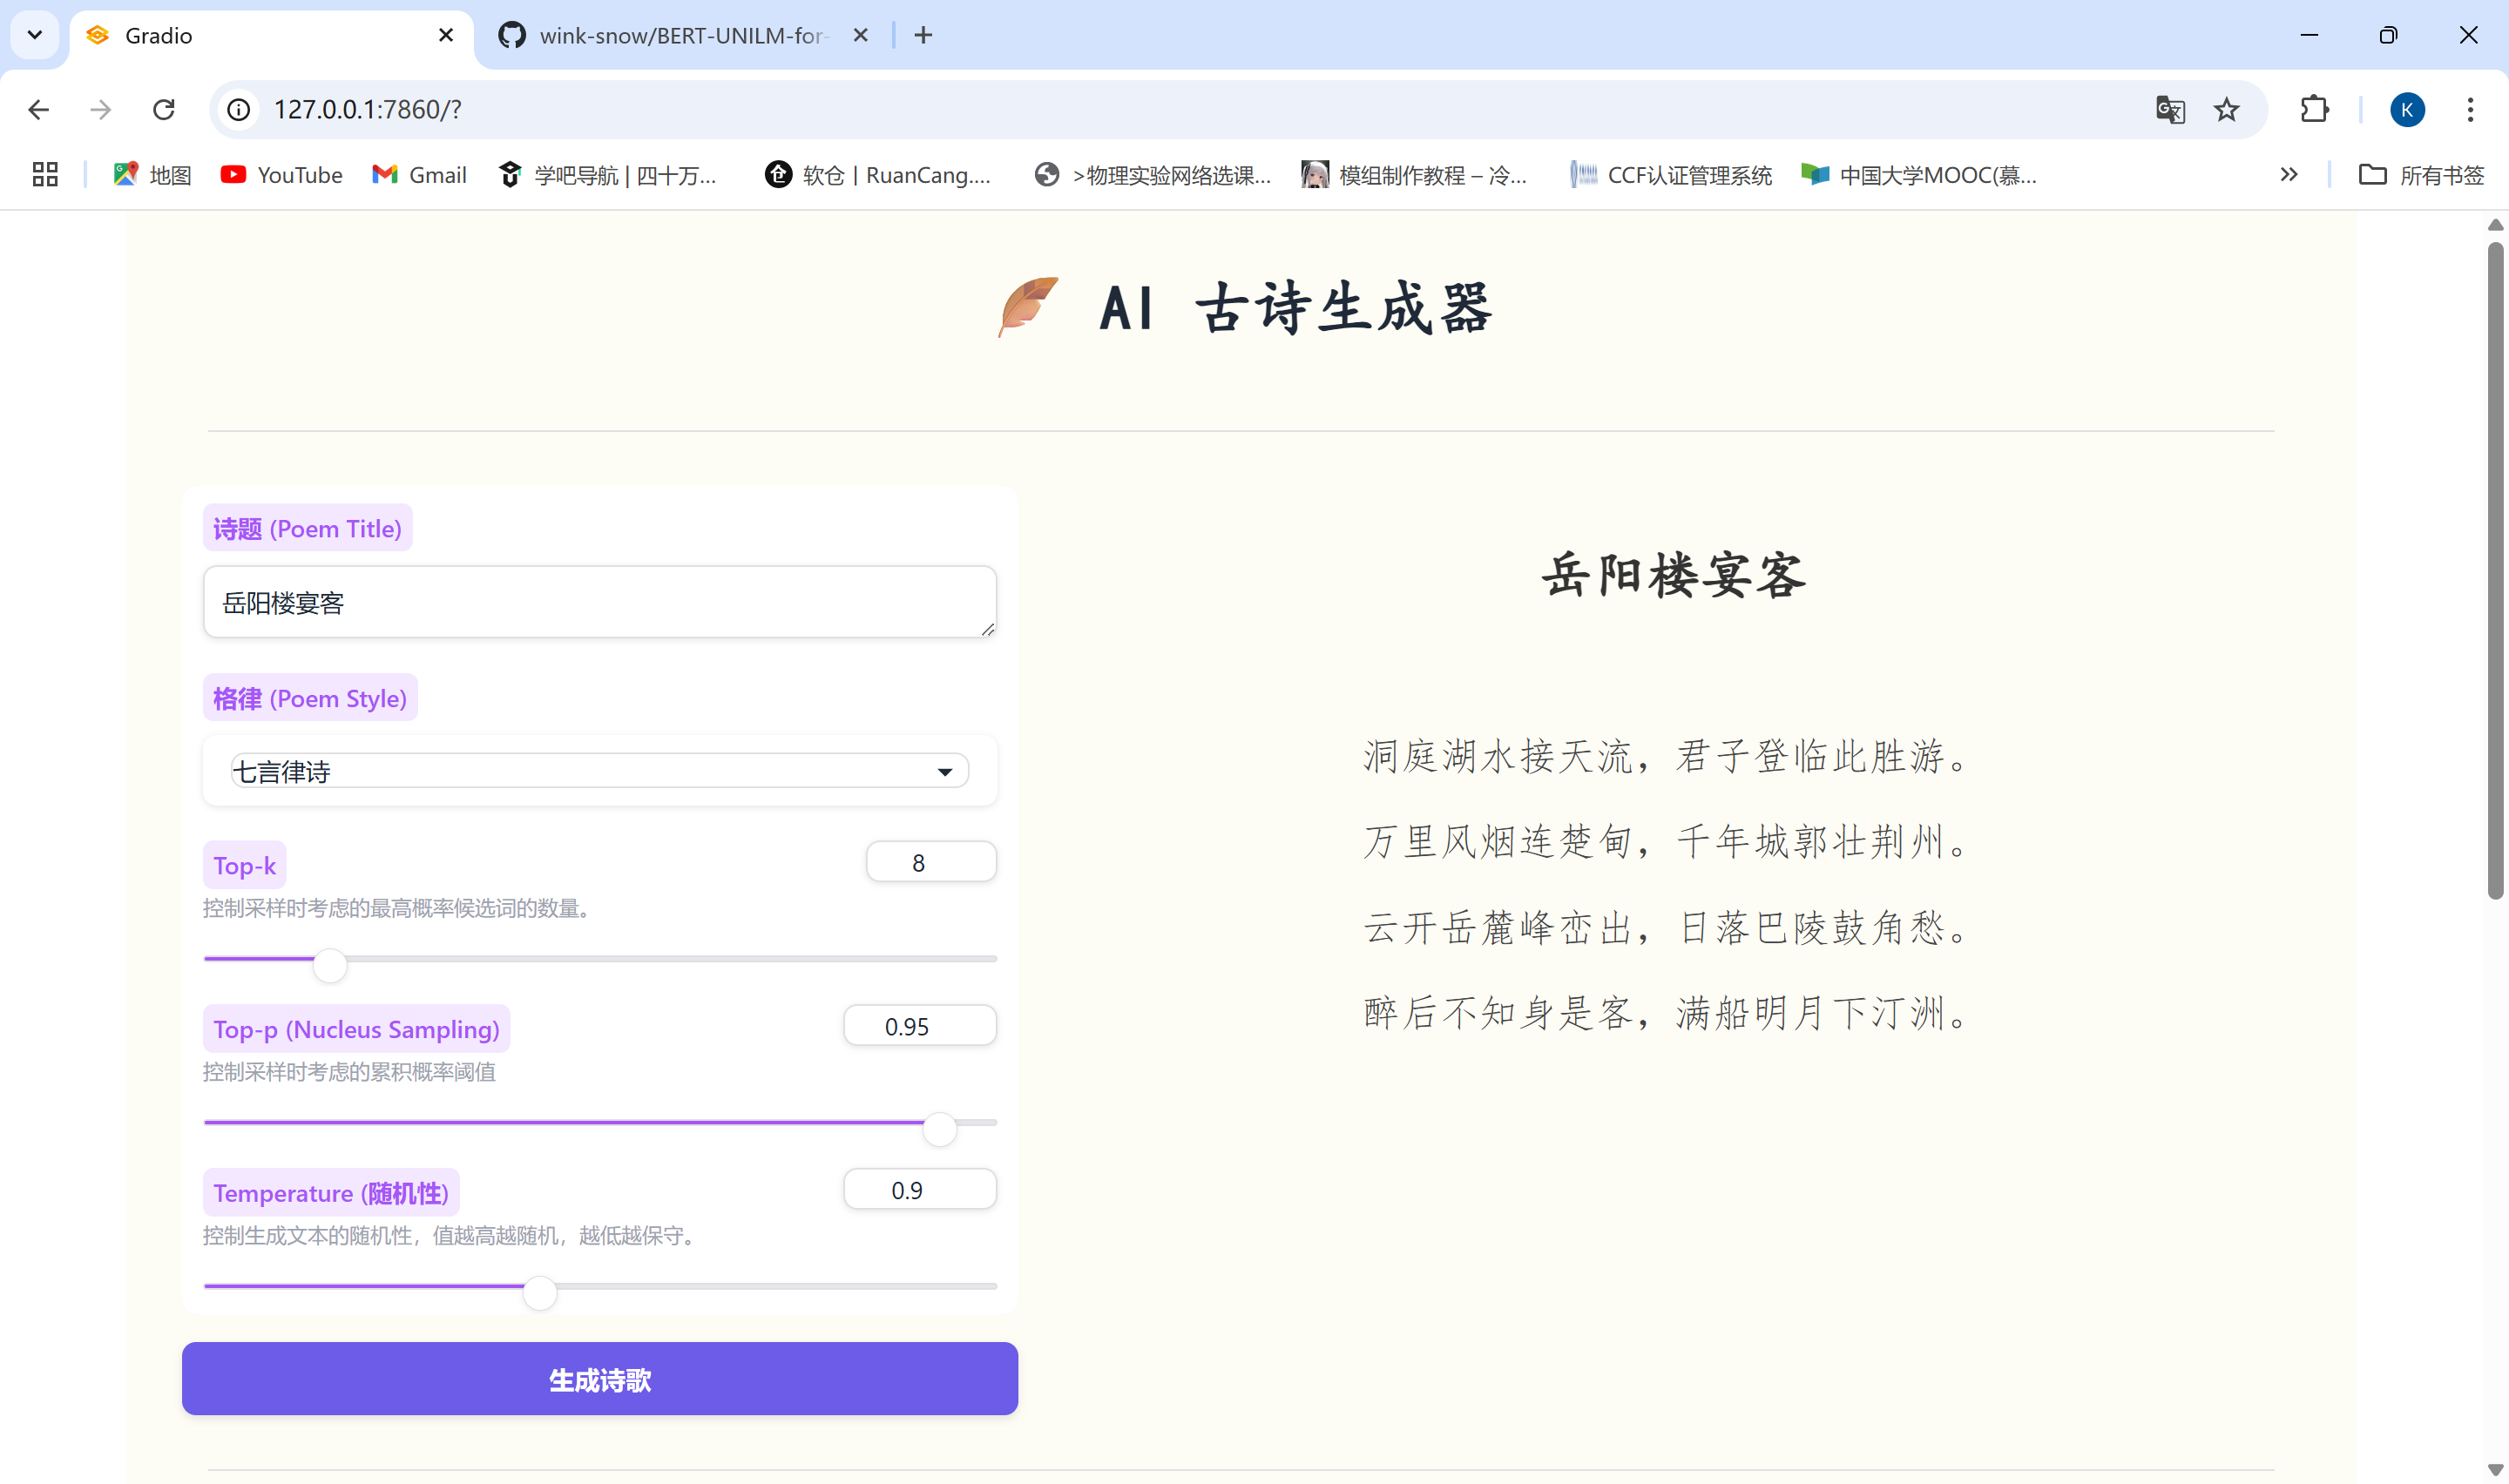 Gradio
wink-snow/BERT-UNILM-for-
127.0.0.1:7860/?
地图
YouTube
Gmail
学吧导航 | 四十万...
软仓 | RuanCang....
>物理实验网络选课...
模组制作教程 – 冷...
CCF认证管理系统
中国大学MOOC(慕...
所有书签
K
AI 古诗生成器
诗题 (Poem Title)
岳阳楼宴客
格律 (Poem Style)
七言律诗
Top-k
8
控制采样时考虑的最高概率候选词的数量。
Top-p (Nucleus Sampling)
0.95
控制采样时考虑的累积概率阈值
Temperature (随机性)
0.9
控制生成文本的随机性，值越高越随机，越低越保守。
生成诗歌
岳阳楼宴客
洞庭湖水接天流，君子登临此胜游。
万里风烟连楚甸，千年城郭壮荆州。
云开岳麓峰峦出，日落巴陵鼓角愁。
醉后不知身是客，满船明月下汀洲。